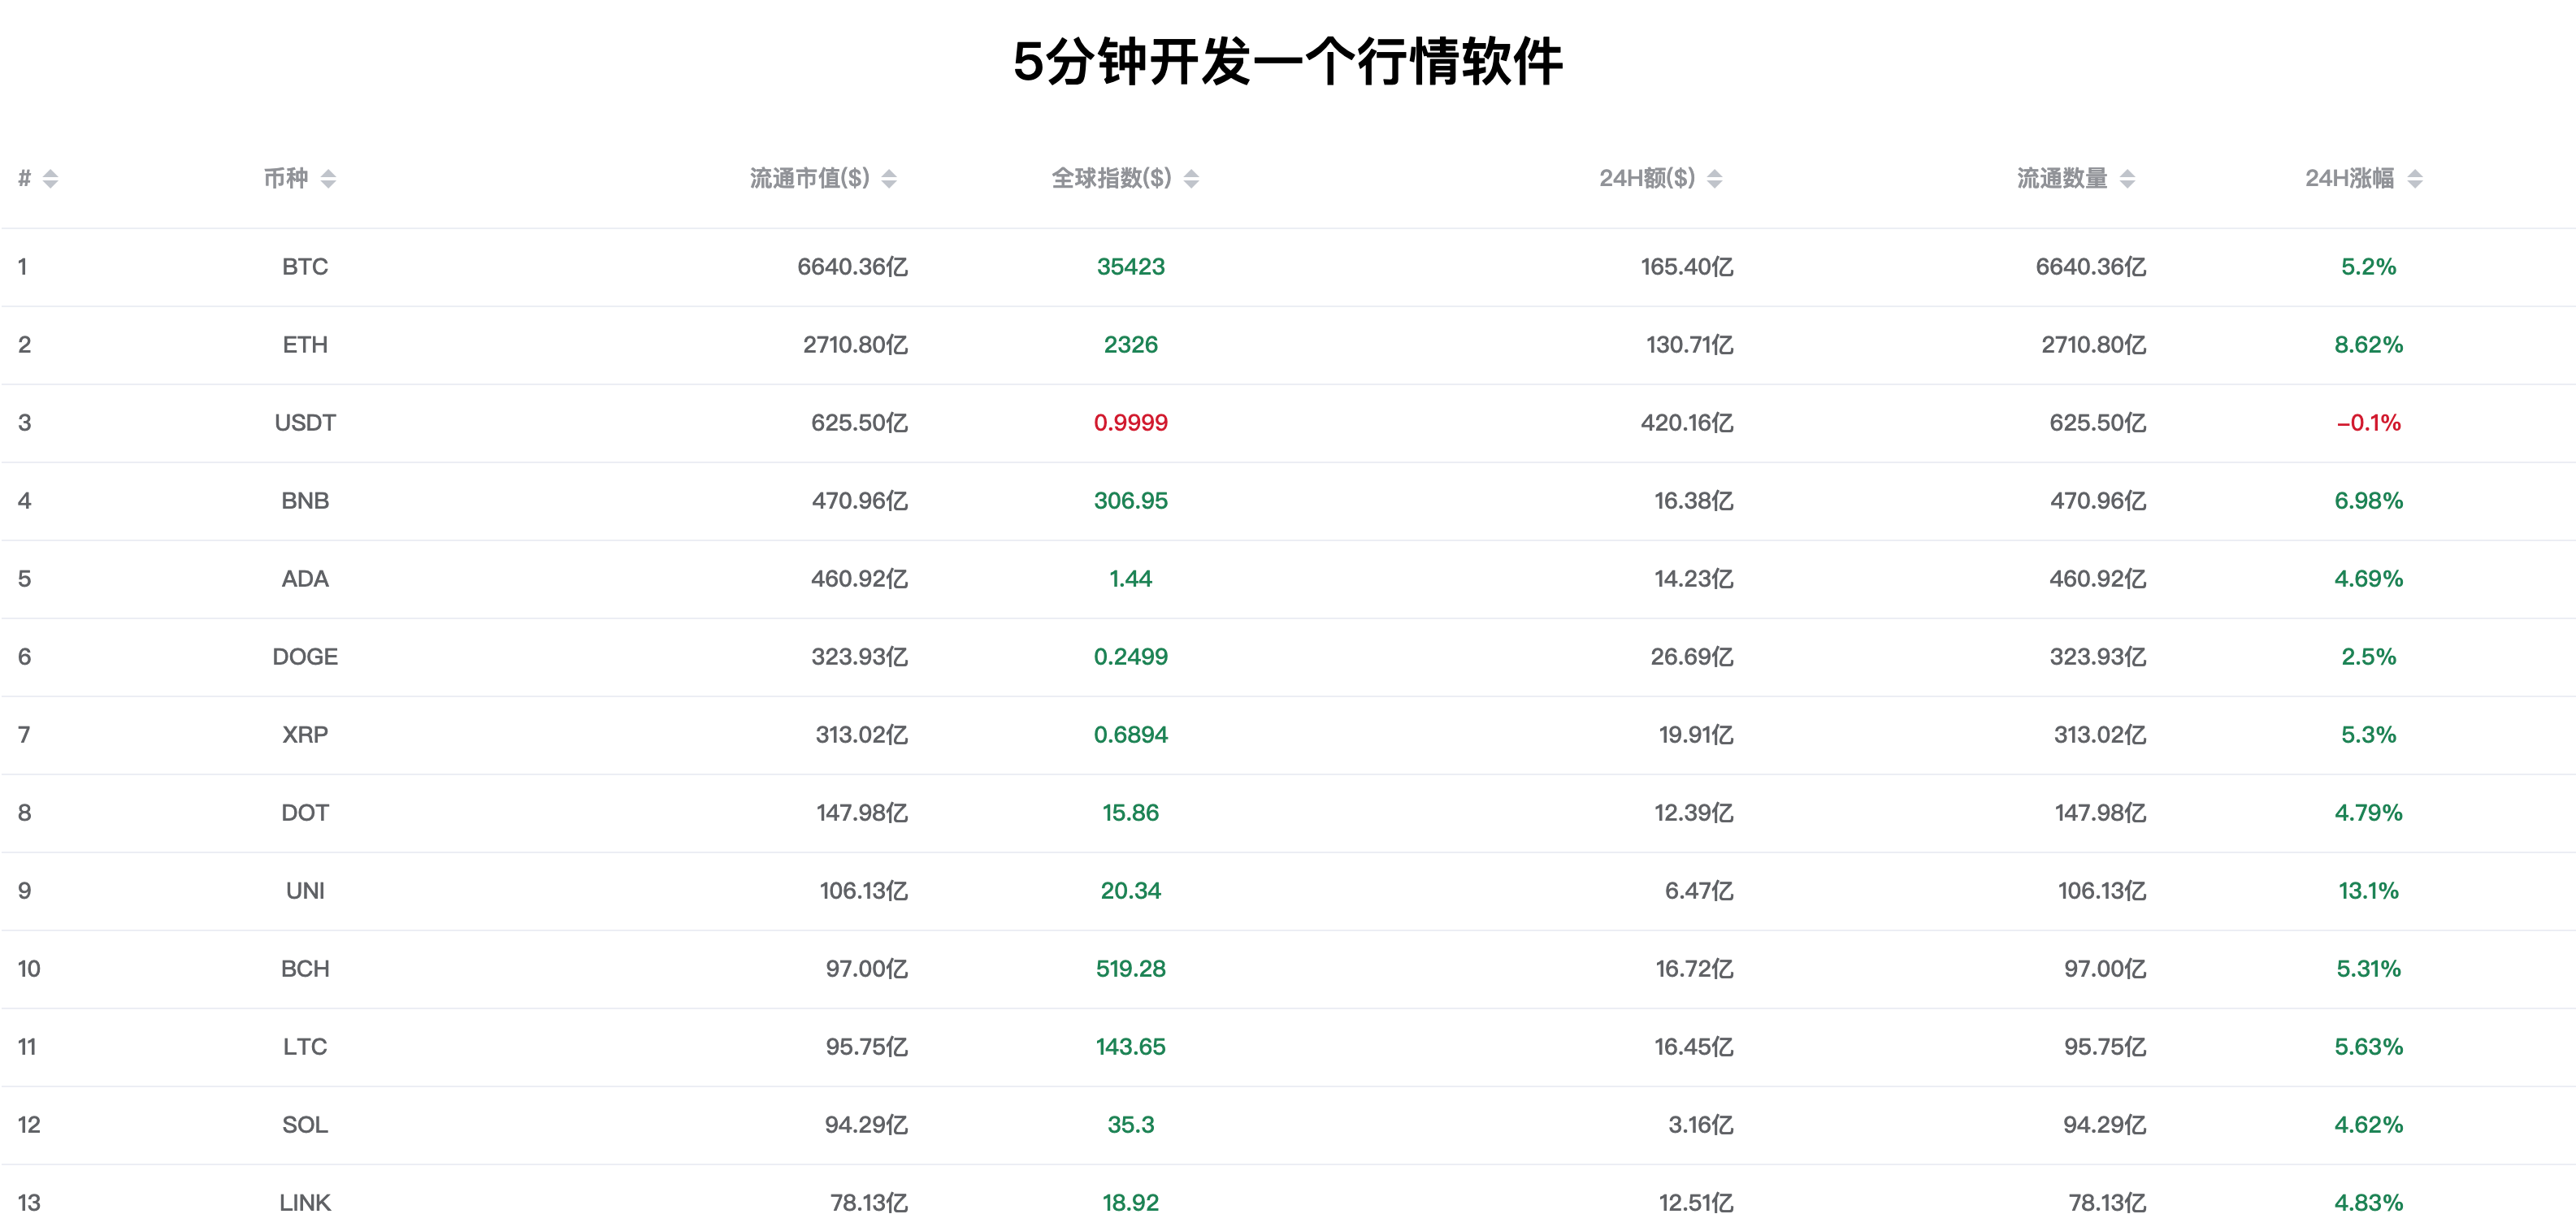 5分钟开发一个行情软件
# 币种 流通市值($) 全球指数($) 24H额($) 流通数量 24H涨幅
1 BTC 6640.36亿 35423 165.40亿 6640.36亿 5.2%
2 ETH 2710.80亿 2326 130.71亿 2710.80亿 8.62%
3 USDT 625.50亿 0.9999 420.16亿 625.50亿 -0.1%
4 BNB 470.96亿 306.95 16.38亿 470.96亿 6.98%
5 ADA 460.92亿 1.44 14.23亿 460.92亿 4.69%
6 DOGE 323.93亿 0.2499 26.69亿 323.93亿 2.5%
7 XRP 313.02亿 0.6894 19.91亿 313.02亿 5.3%
8 DOT 147.98亿 15.86 12.39亿 147.98亿 4.79%
9 UNI 106.13亿 20.34 6.47亿 106.13亿 13.1%
10 BCH 97.00亿 519.28 16.72亿 97.00亿 5.31%
11 LTC 95.75亿 143.65 16.45亿 95.75亿 5.63%
12 SOL 94.29亿 35.3 3.16亿 94.29亿 4.62%
13 LINK 78.13亿 18.92 12.51亿 78.13亿 4.83%